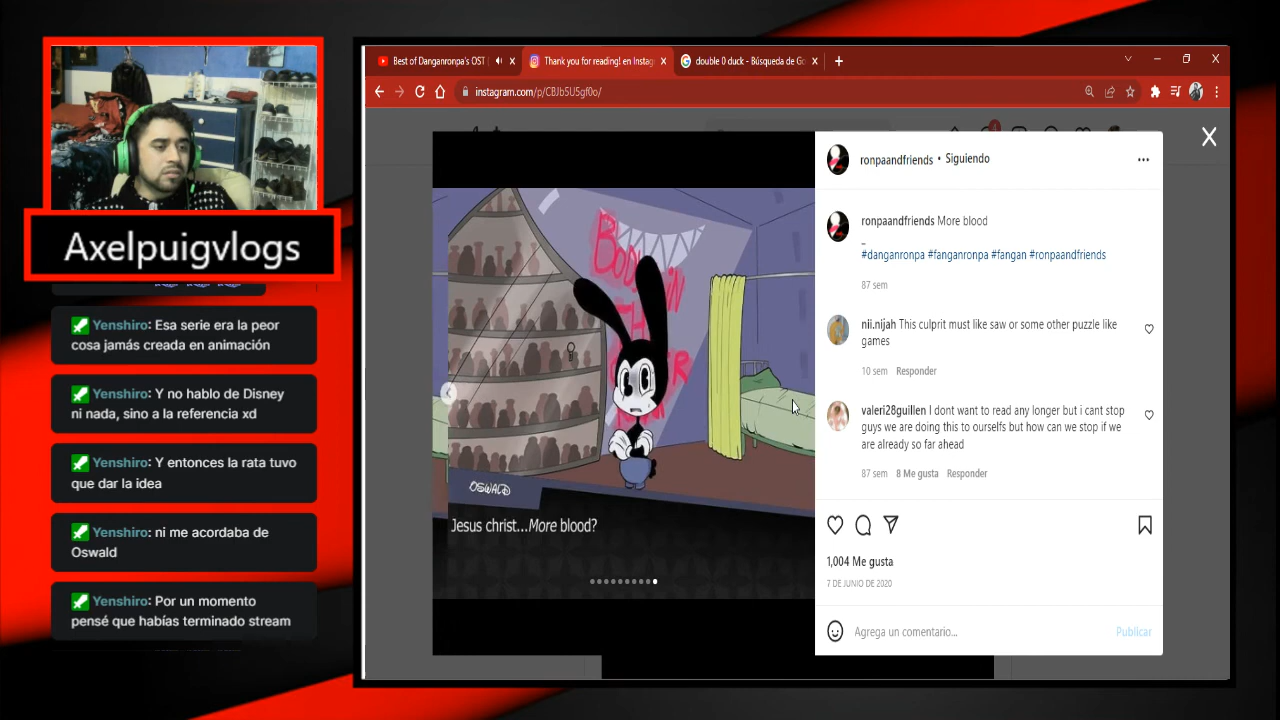 Axelpuigvlogs
Yenshiro: Esa serie era la peor
cosa jamás creada en animación
Yenshiro: Y no hablo de Disney
ni nada, sino a la referencia xd
Yenshiro: Y entonces la rata tuvo
que dar la idea
Yenshiro: ni me acordaba de
Oswald
Yenshiro: Por un momento
pensé que habías terminado stream
Best of Danganronpa's OST
Thank you for reading! en Instag
double 0 duck - Búsqueda de Go
instagram.com/p/CBJb5U5gf0o/
BODY IN
OSWALD
Jesus christ...More blood?
ronpaandfriends • Siguiendo
ronpaandfriends More blood
_
#danganronpa #fanganronpa #fangan #ronpaandfriends
87 sem
nii.nijah This culprit must like saw or some other puzzle like
games
10 sem Responder
valeri28guillen I dont want to read any longer but i cant stop
guys we are doing this to ourselfs but how can we stop if we
are already so far ahead
87 sem 8 Me gusta Responder
1,004 Me gusta
7 DE JUNIO DE 2020
Agrega un comentario...
Publicar